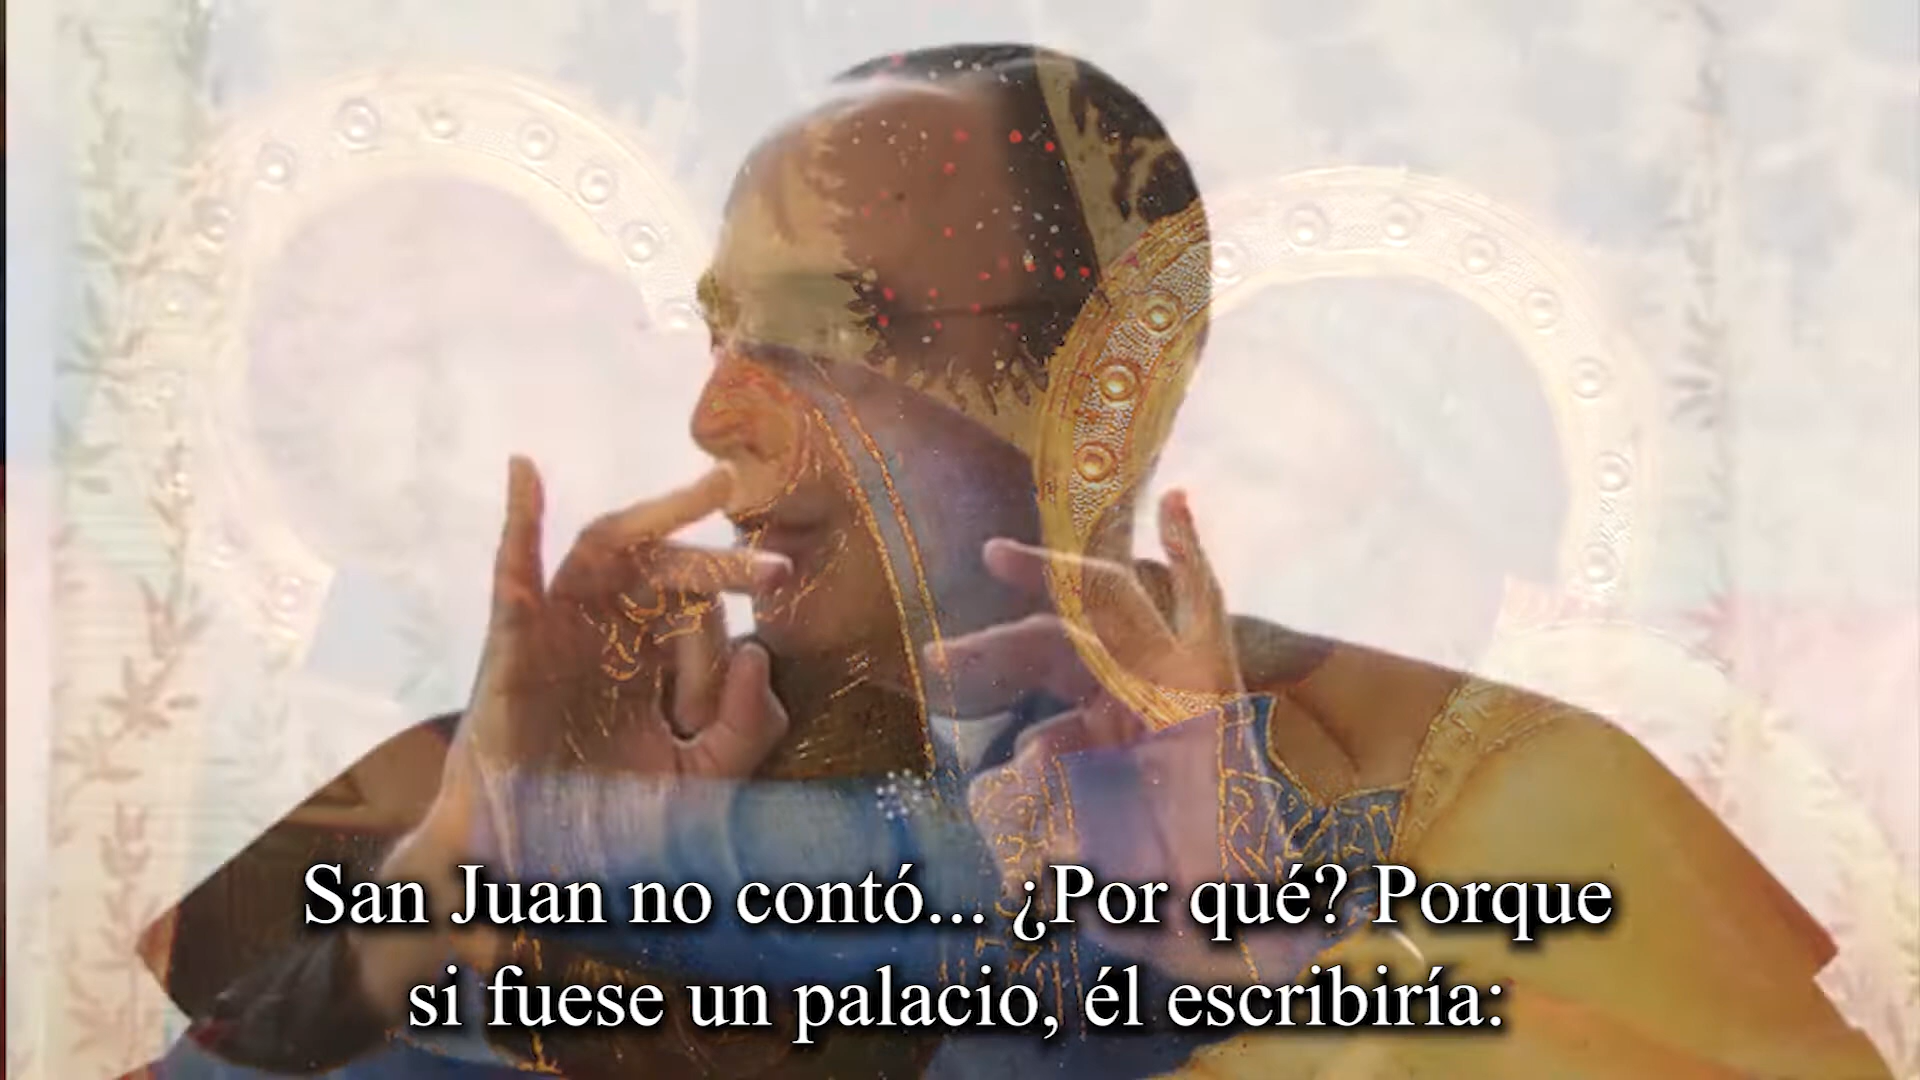 San Juan no contó... ¿Por qué? Porque
si fuese un palacio, él escribiría: